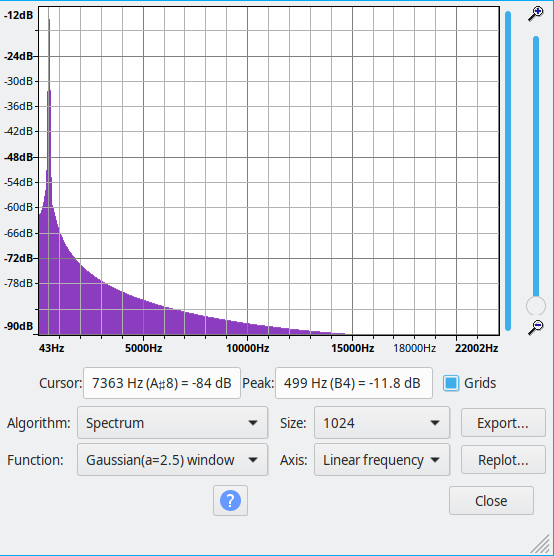 -12dB
-24dB
-30dB
-36dB
-42dB
-48dB
-54dB
-60dB
-66dB
-72dB
-78dB
-90dB
43Hz 5000Hz 10000Hz 15000Hz 18000Hz 22002Hz
Cursor: 7363 Hz (A♯8) = -84 dB Peak: 499 Hz (B4) = -11.8 dB Grids
Algorithm: Spectrum Size: 1024 Export...
Function: Gaussian(a=2.5) window Axis: Linear frequency Replot...
? Close